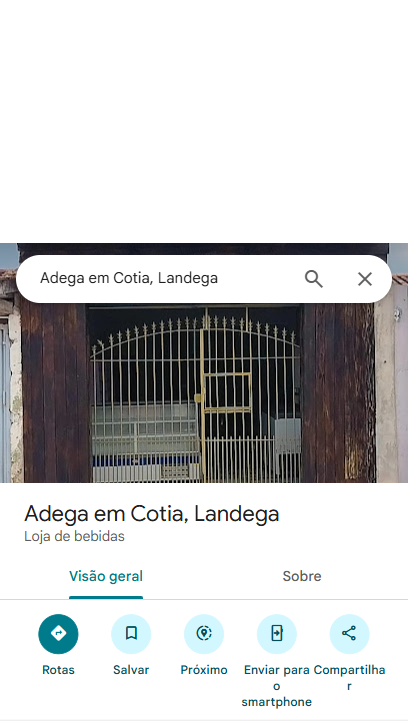 Adega em Cotia, Landega
Adega em Cotia, Landega
Loja de bebidas
Visão geral
Sobre
Rotas
Salvar
Próximo
Enviar para
o
smartphone
Compartilha
r